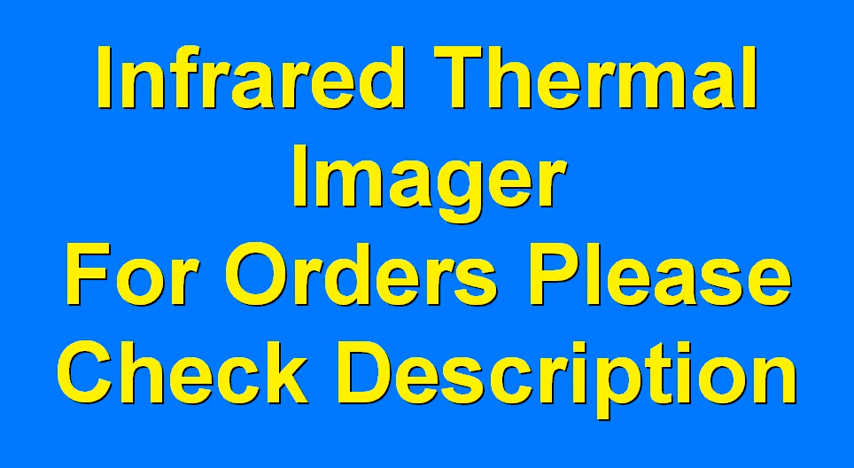 Infrared Thermal
Imager
For Orders Please
Check Description